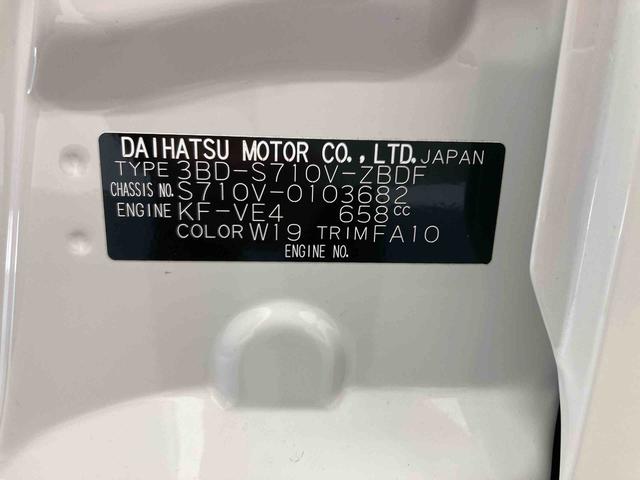 DAIHATSU MOTOR CO., LTD. JAPAN
TYPE 3BD-S710V-ZBDF
CHASSIS NO. S710V-0103682
ENGINE KF-VE4 658cc
COLOR W19 TRIM FA10
ENGINE NO.